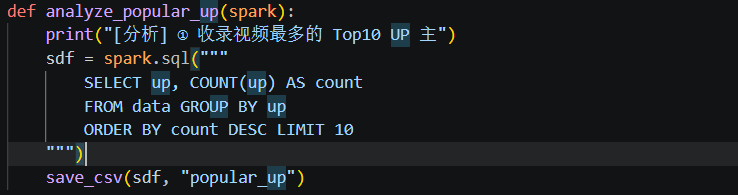 def analyze_popular_up(spark):
    print("[分析] ① 收录视频最多的 Top10 UP 主")
    sdf = spark.sql("""
        SELECT up, COUNT(up) AS count
        FROM data GROUP BY up
        ORDER BY count DESC LIMIT 10
    """)
    save_csv(sdf, "popular_up")